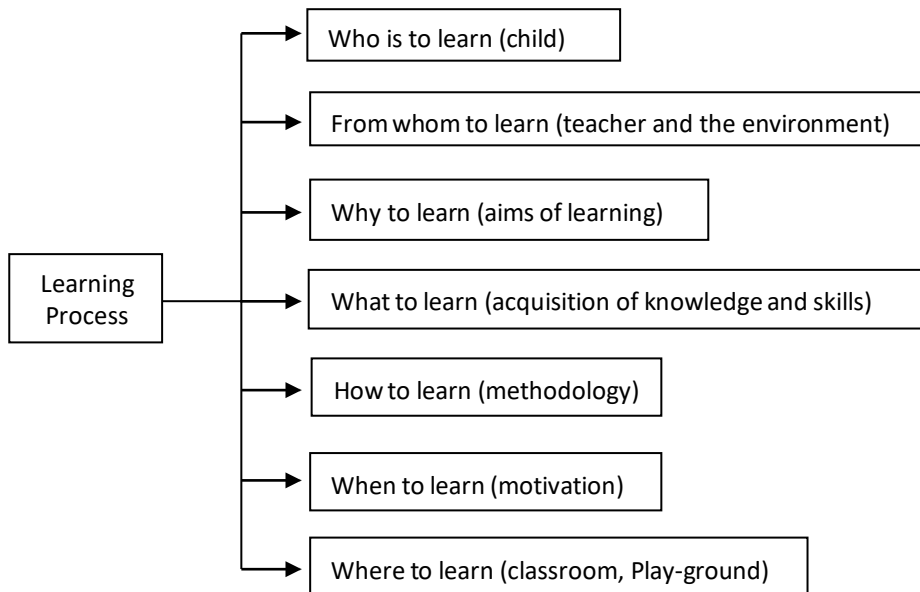 Who is to learn (child)
From whom to learn (teacher and the environment)
Why to learn (aims of learning)
Learning
Process
What to learn (acquisition of knowledge and skills)
How to learn (methodology)
When to learn (motivation)
Where to learn (classroom, Play-ground)